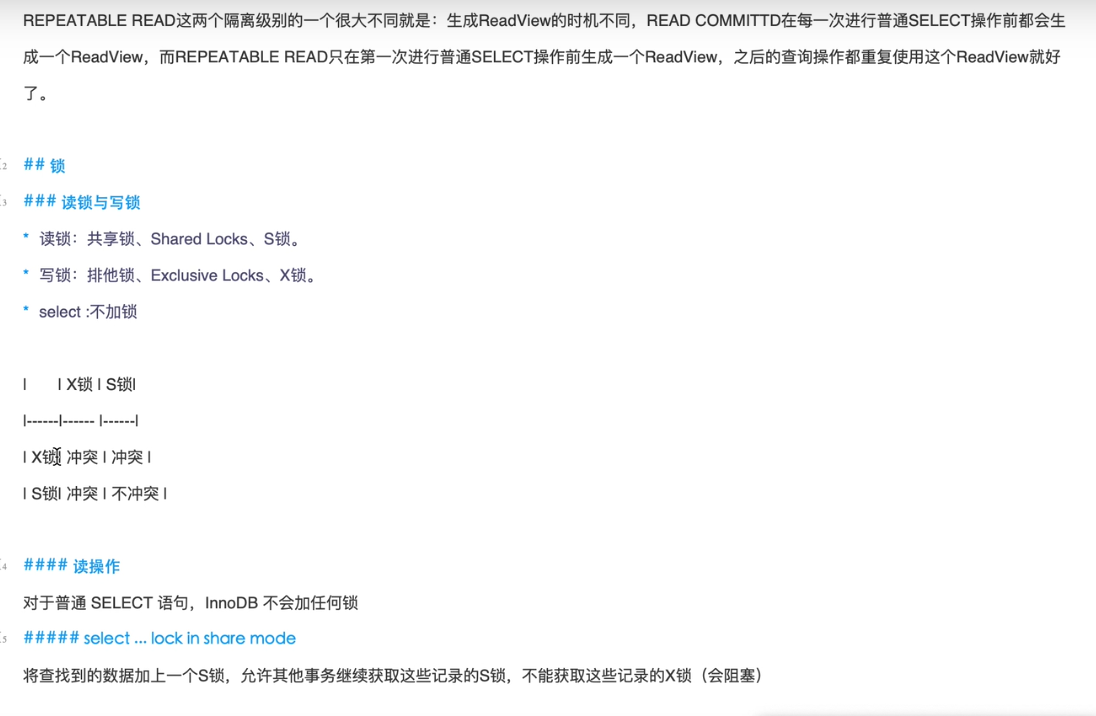 REPEATABLE READ这两个隔离级别的一个很大不同就是：生成ReadView的时机不同，READ COMMITTD在每一次进行普通SELECT操作前都会生
成一个ReadView，而REPEATABLE READ只在第一次进行普通SELECT操作前生成一个ReadView，之后的查询操作都重复使用这个ReadView就好
了。
## 锁
### 读锁与写锁
* 读锁：共享锁、Shared Locks、S锁。
* 写锁：排他锁、Exclusive Locks、X锁。
* select :不加锁
|      | X锁 | S锁|
|------|------ |------|
| X锁| 冲突 | 冲突 |
| S锁| 冲突 | 不冲突 |
#### 读操作
对于普通 SELECT 语句，InnoDB 不会加任何锁
##### select ... lock in share mode
将查找到的数据加上一个S锁，允许其他事务继续获取这些记录的S锁，不能获取这些记录的X锁（会阻塞）